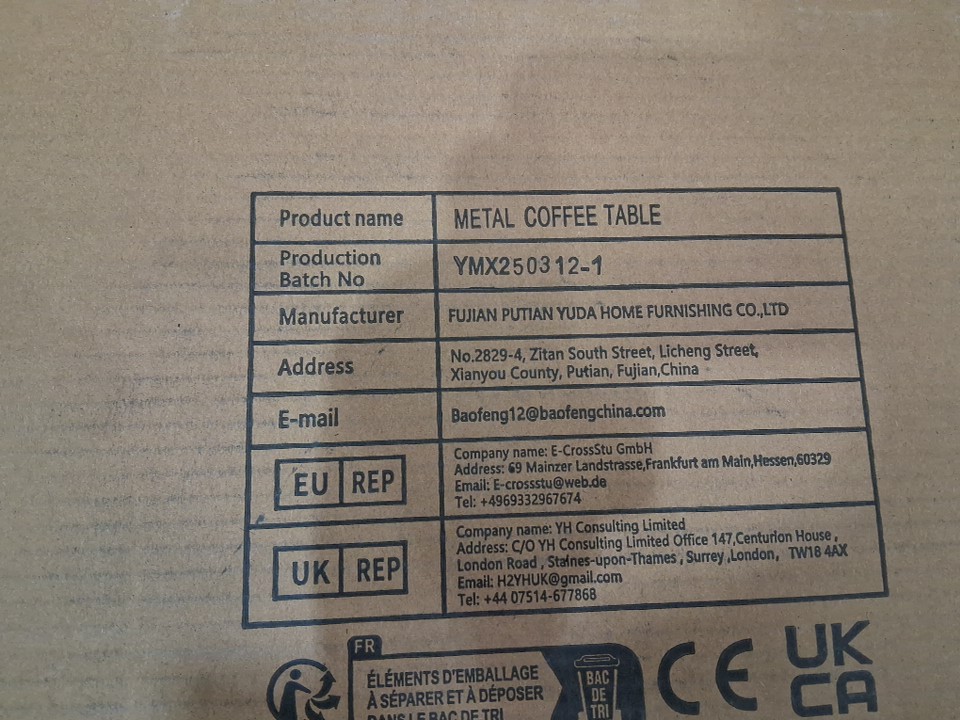 Product name METAL COFFEE TABLE
Production
Batch No YMX250312-1
Manufacturer FUJIAN PUTIAN YUDA HOME FURNISHING CO.,LTD
Address No.2829-4, Zitan South Street, Licheng Street,
Xianyou County, Putian, Fujian,China
E-mail Baofeng12@baofengchina.com
EU REP Company name: E-CrossStu GmbH
Address: 69 Mainzer Landstrasse,Frankfurt am Main,Hessen,60329
Email: E-crossstu@web.de
Tel: +4969332967674
UK REP Company name: YH Consulting Limited
Address: C/O YH Consulting Limited Office 147,Centurion House ,
London Road , Staines-upon-Thames , Surrey ,London, TW18 4AX
Email: H2YHUK@gmail.com
Tel: +44 07514-677868
FR
ÉLÉMENTS D'EMBALLAGE
À SÉPARER ET À DÉPOSER
DANS LE BAC DE TRI
BAC
DE
TRI
CE
UK
CA